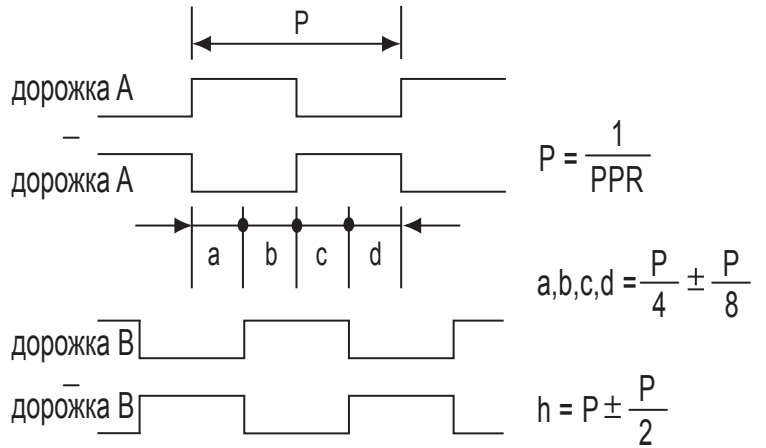 P
дорожка A
дорожка A̅
P = 1/PPR
a b c d
a,b,c,d = P/4 ± P/8
дорожка B
дорожка B̅
h = P ± P/2